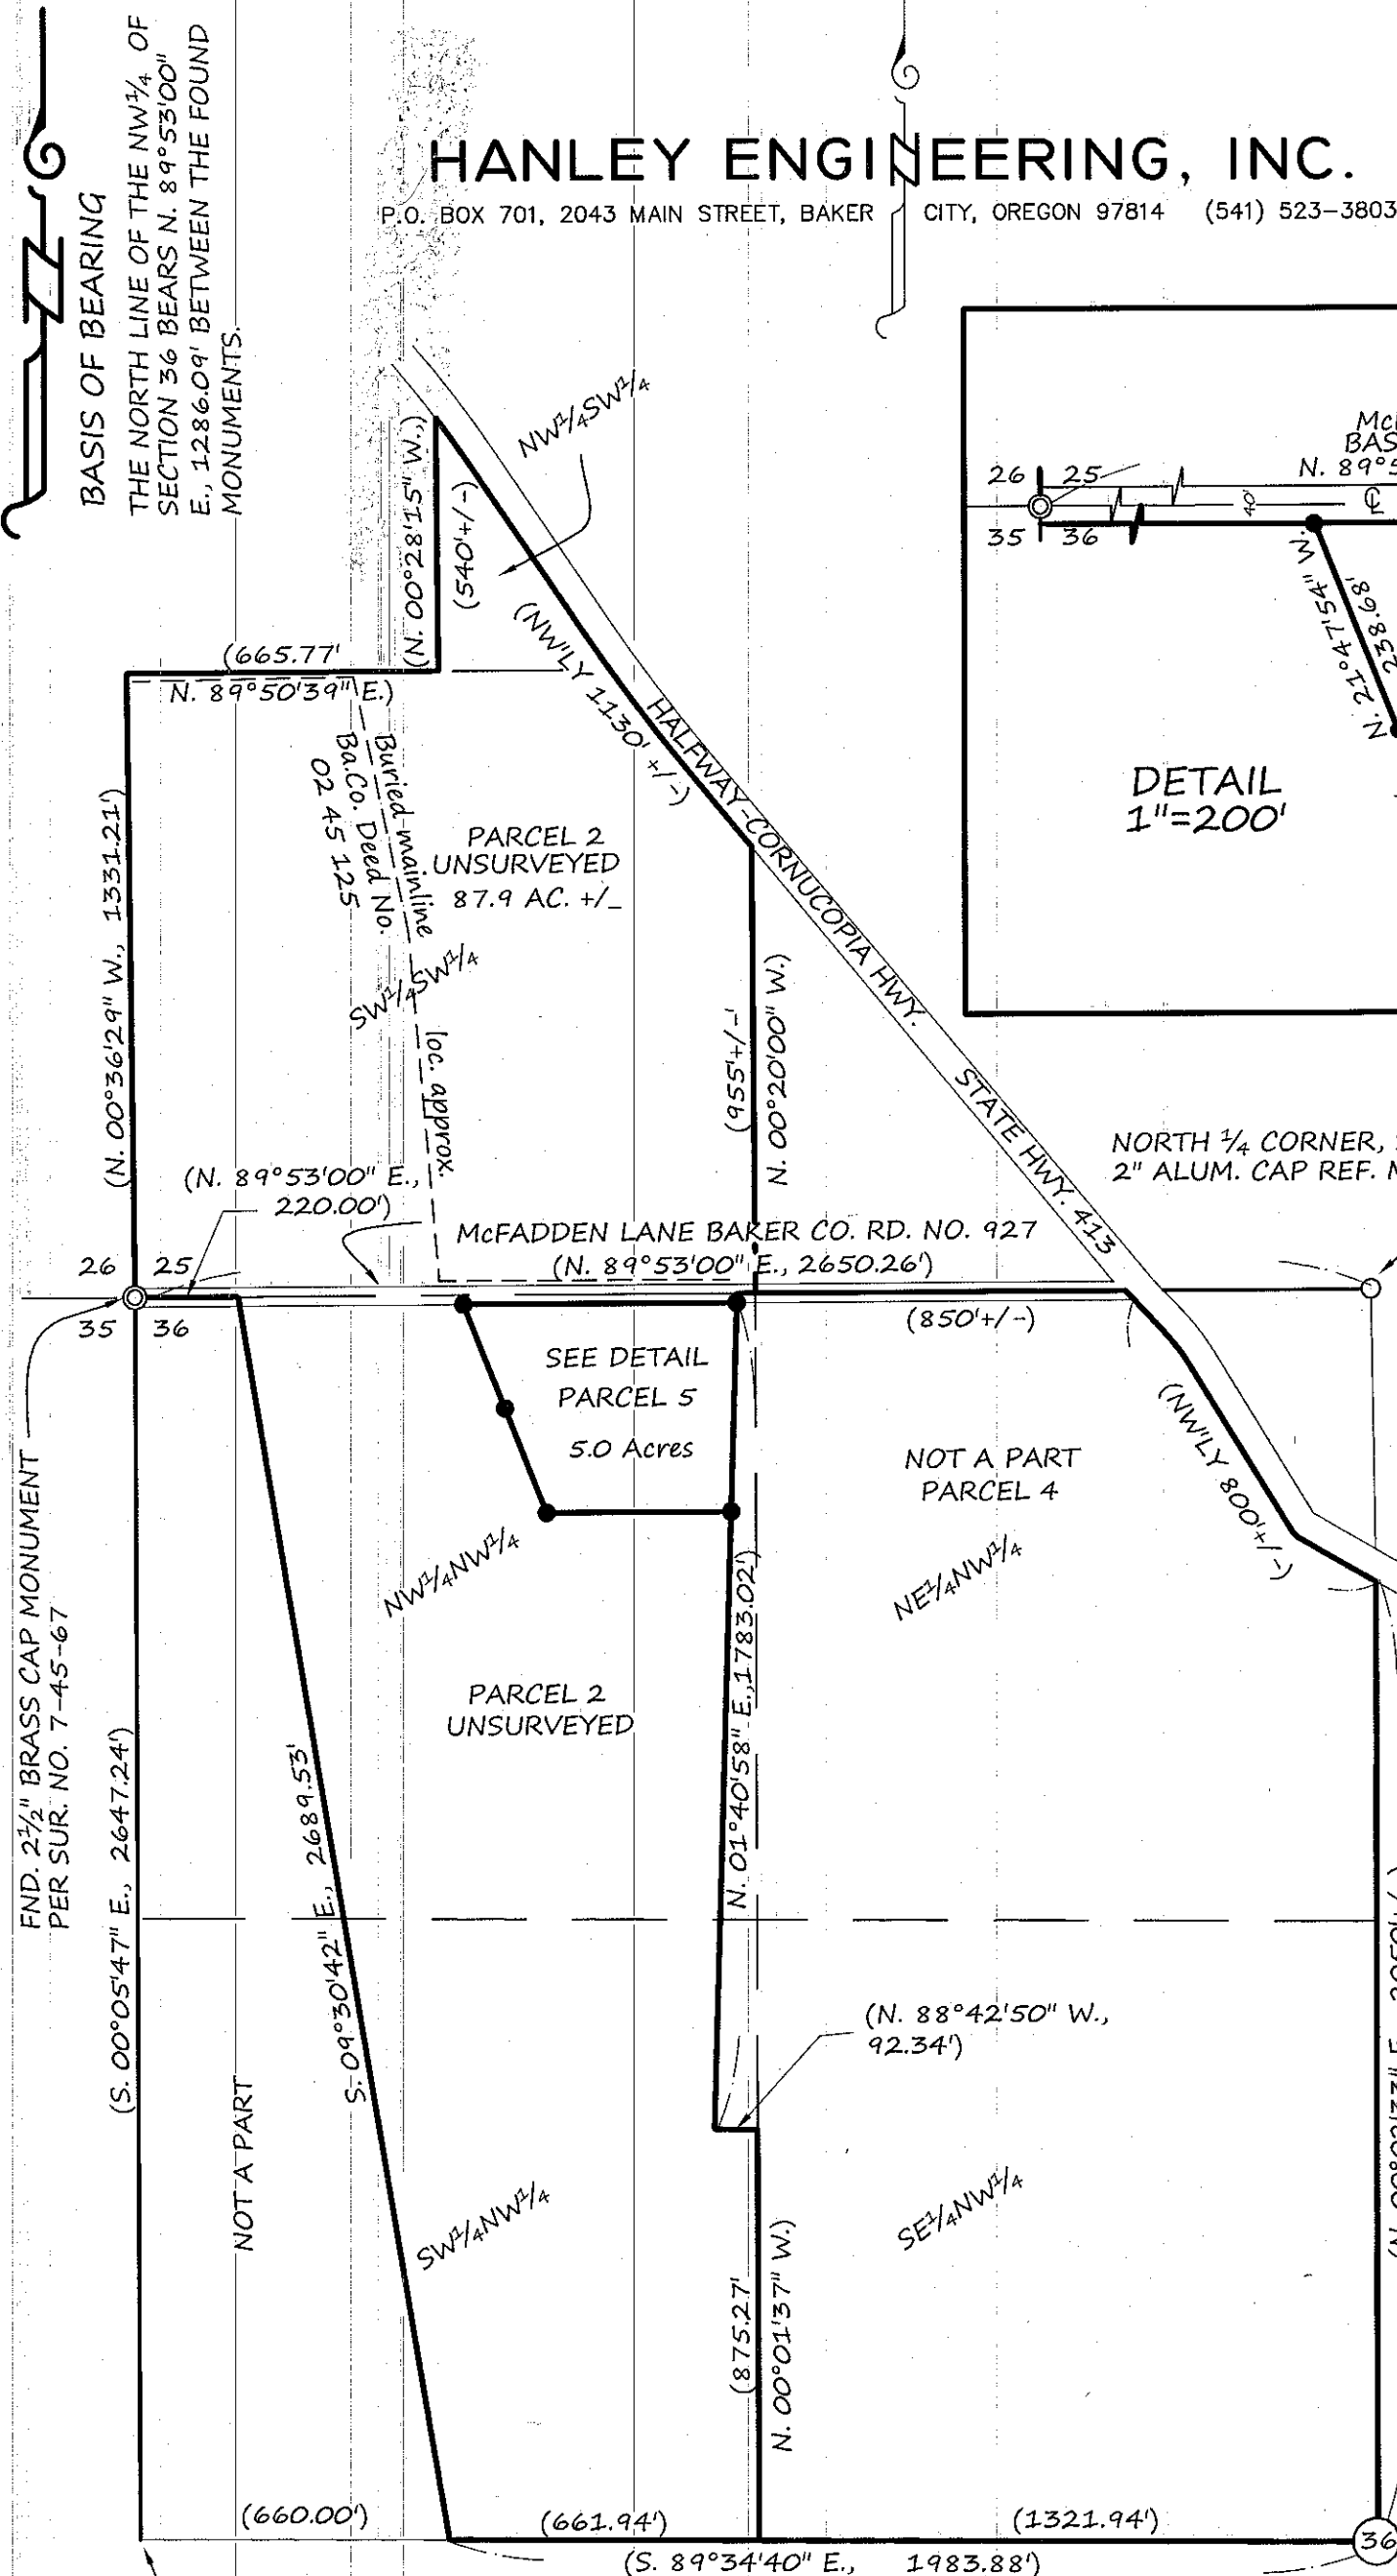 HANLEY ENGINEERING, INC.
P.O. BOX 701, 2043 MAIN STREET, BAKER CITY, OREGON 97814 (541) 523-3803
BASIS OF BEARING
THE NORTH LINE OF THE NW1/4 OF
SECTION 36 BEARS N. 89°53'00"
E., 1286.09' BETWEEN THE FOUND
MONUMENTS.
NW1/4SW1/4
(N. 00°28'15" W.,)
(540'+/-)
(NW'LY 1130' +/-)
(665.77'
N. 89°50'39" E.)
26 25
35 36
BAS
N. 89°5
40'
N. 21°47'54" W.
238.68'
DETAIL
1"=200'
HALFWAY-CORNUCOPIA HWY.
STATE HWY. 413
Buried mainline
Ba.Co. Deed No.
02 45 125
loc. approx.
PARCEL 2
UNSURVEYED
87.9 AC. +/_
(N. 00°36'29" W., 1331.21')
SW1/4SW1/4
(955'+/-'
N. 00°20'00" W.)
NORTH 1/4 CORNER,
2" ALUM. CAP REF.
(N. 89°53'00" E.,
220.00')
McFADDEN LANE BAKER CO. RD. NO. 927
(N. 89°53'00" E., 2650.26')
26 25
35 36
(850'+/-)
SEE DETAIL
PARCEL 5
5.0 Acres
NOT A PART
PARCEL 4
(NW'LY 800'+/-)
FND. 2 1/2" BRASS CAP MONUMENT
PER SUR. NO. 7-45-67
NW1/4NW1/4
NE1/4NW1/4
N. 01°40'58" E., 1783.02')
PARCEL 2
UNSURVEYED
(S. 00°05'47" E., 2647.24')
S. 09°30'42" E., 2689.53'
(N. 88°42'50" W.,
92.34')
NOT A PART
SW1/4NW1/4
SE1/4NW1/4
(875.27'
N. 00°01'37" W.)
(660.00')
(661.94')
(1321.94')
36
(S. 89°34'40" E., 1983.88')